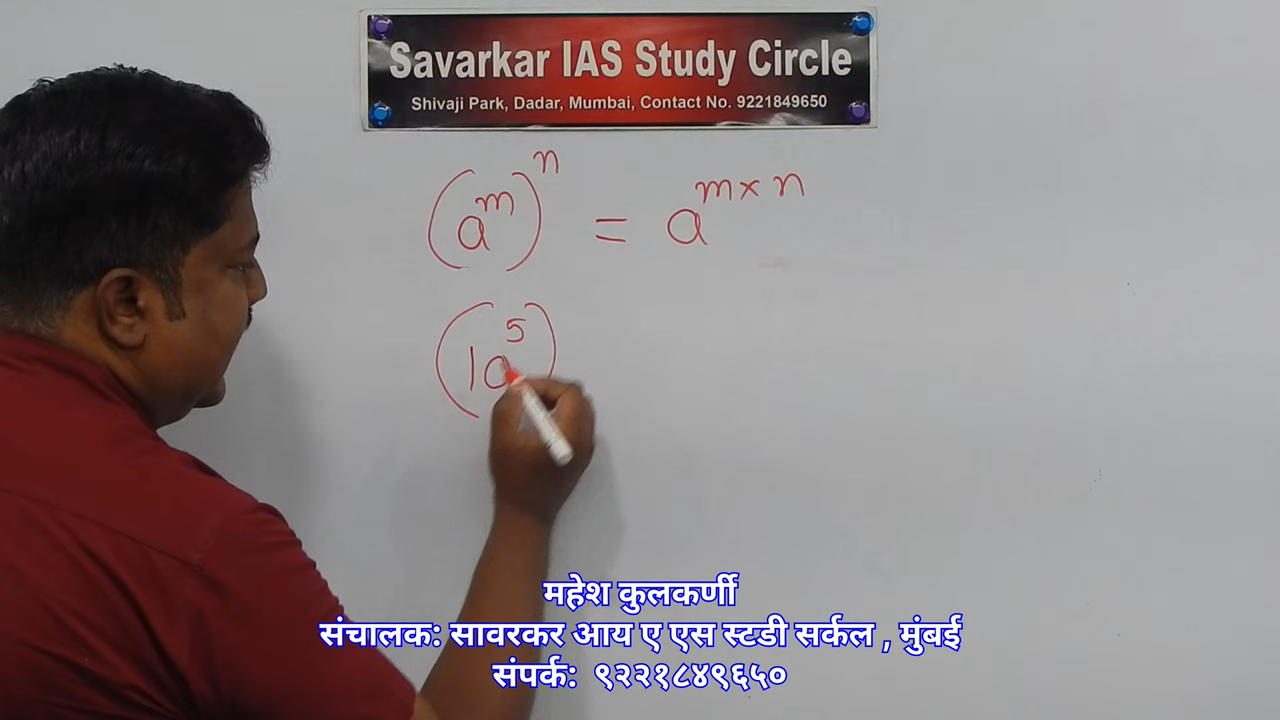 Savarkar IAS Study Circle
Shivaji Park, Dadar, Mumbai, Contact No. 9221849650
(a^m)^n = a^{m×n}
(10^5)
महेश कुलकर्णी
संचालक: सावरकर आय ए एस स्टडी सर्कल , मुंबई
संपर्क: ९२२१८४९६५०